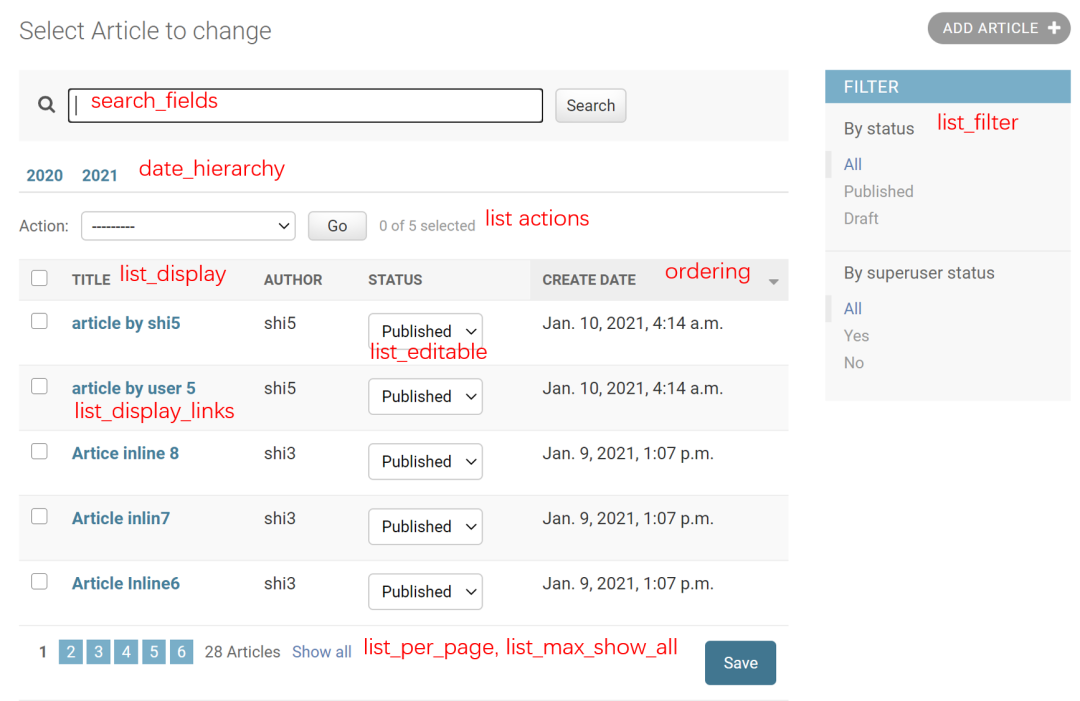 Select Article to change
ADD ARTICLE +
search_fields
Search
FILTER
By status list_filter
All
Published
Draft
By superuser status
All
Yes
No
2020 2021 date_hierarchy
Action: --------- Go 0 of 5 selected list actions
TITLE list_display AUTHOR STATUS CREATE DATE ordering
article by shi5 shi5 Published Jan. 10, 2021, 4:14 a.m.
list_editable
article by user 5 shi5 Published Jan. 10, 2021, 4:14 a.m.
list_display_links
Artice inline 8 shi3 Published Jan. 9, 2021, 1:07 p.m.
Article inlin7 shi3 Published Jan. 9, 2021, 1:07 p.m.
Article Inline6 shi3 Published Jan. 9, 2021, 1:07 p.m.
1 2 3 4 5 6 28 Articles Show all list_per_page, list_max_show_all
Save